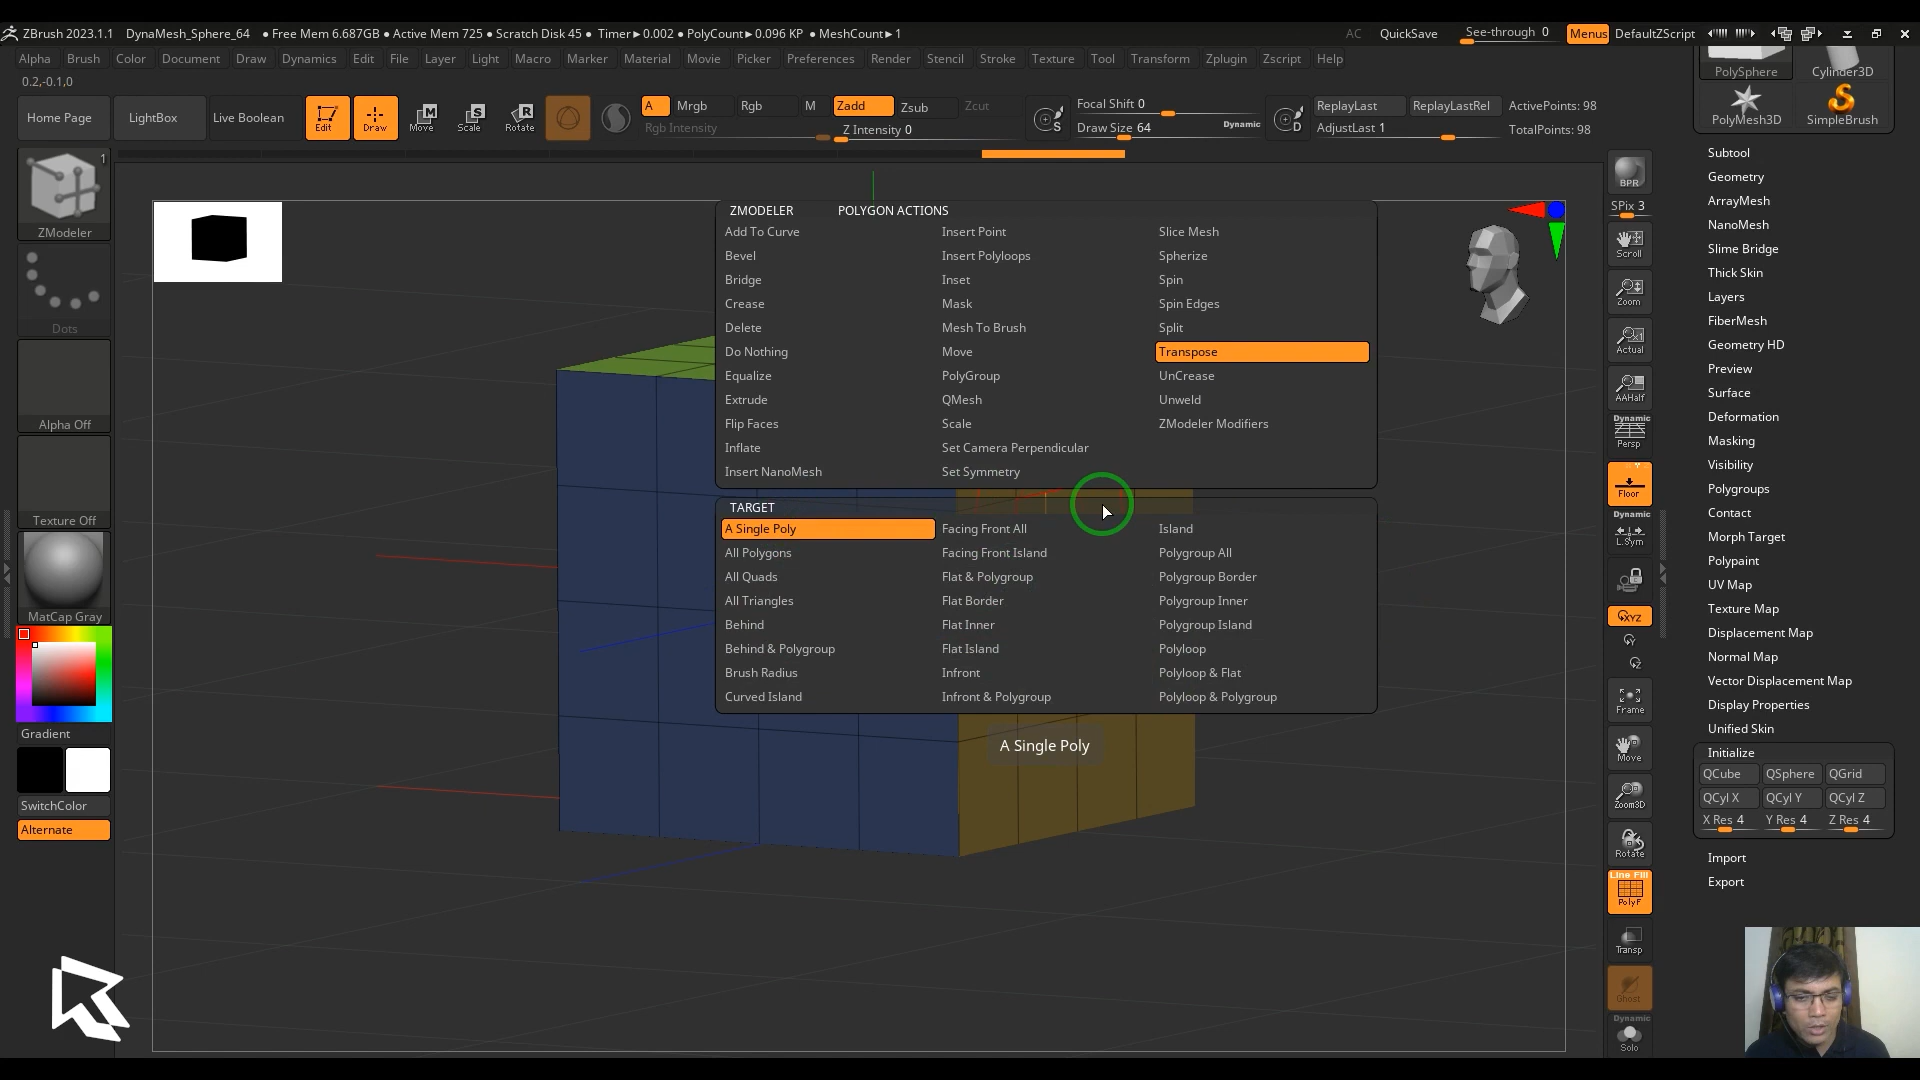 ZBrush 2023.1.1 DynaMesh_Sphere_64 ● Free Mem 6.687GB ● Active Mem 725 ● Scratch Disk 45 ● Timer▶0.002 ● PolyCount▶0.096 KP ● MeshCount▶1 AC QuickSave See-through 0 Menus DefaultZScript
Alpha Brush Color Document Draw Dynamics Edit File Layer Light Macro Marker Material Movie Picker Preferences Render Stencil Stroke Texture Tool Transform Zplugin Zscript Help
0.2,-0.1,0
Home Page LightBox Live Boolean Edit Draw Move Scale Rotate
A Mrgb Rgb M Zadd Zsub Zcut
Rgb Intensity Z Intensity 0
S Focal Shift 0
Draw Size 64 Dynamic
D ReplayLast ReplayLastRel ActivePoints: 98
AdjustLast 1 TotalPoints: 98
1
ZModeler
Dots
Alpha Off
Texture Off
MatCap Gray
Gradient
SwitchColor
Alternate
ZMODELER POLYGON ACTIONS
Add To Curve Insert Point Slice Mesh
Bevel Insert Polyloops Spherize
Bridge Inset Spin
Crease Mask Spin Edges
Delete Mesh To Brush Split
Do Nothing Move Transpose
Equalize PolyGroup UnCrease
Extrude QMesh Unweld
Flip Faces Scale ZModeler Modifiers
Inflate Set Camera Perpendicular
Insert NanoMesh Set Symmetry
TARGET
A Single Poly Facing Front All Island
All Polygons Facing Front Island Polygroup All
All Quads Flat & Polygroup Polygroup Border
All Triangles Flat Border Polygroup Inner
Behind Flat Inner Polygroup Island
Behind & Polygroup Flat Island Polyloop
Brush Radius Infront Polyloop & Flat
Curved Island Infront & Polygroup Polyloop & Polygroup
A Single Poly
BPR
SPix 3
Scroll
Zoom
Actual
AAHalf
Dynamic
Persp
Floor
Dynamic
L.Sym
XYZ
Y
Z
Frame
Move
Zoom3D
Rotate
Line Fill
PolyF
Transp
Ghost
Dynamic
Solo
PolySphere Cylinder3D
PolyMesh3D SimpleBrush
Subtool
Geometry
ArrayMesh
NanoMesh
Slime Bridge
Thick Skin
Layers
FiberMesh
Geometry HD
Preview
Surface
Deformation
Masking
Visibility
Polygroups
Contact
Morph Target
Polypaint
UV Map
Texture Map
Displacement Map
Normal Map
Vector Displacement Map
Display Properties
Unified Skin
Initialize
QCube QSphere QGrid
QCyl X QCyl Y QCyl Z
X Res 4 Y Res 4 Z Res 4
Import
Export